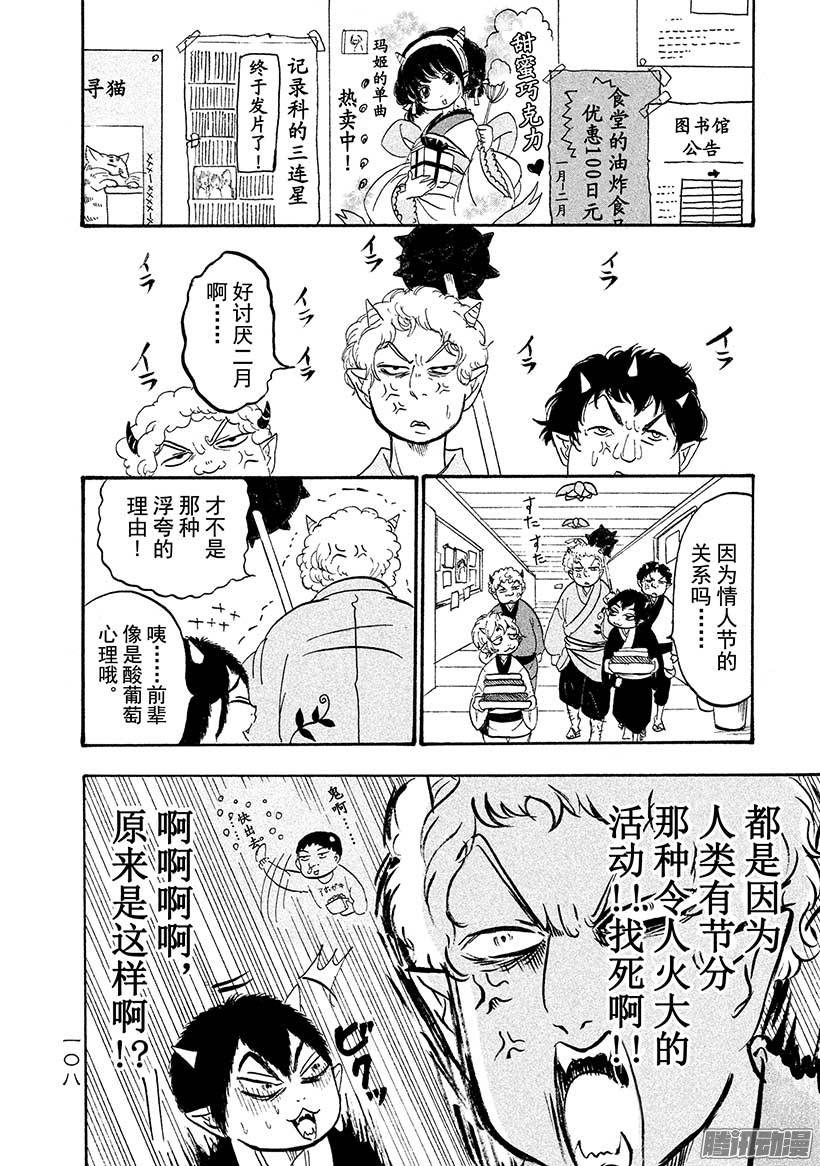 图书馆
公告
食堂的油炸食品
优惠100日元
一月-二月
甜蜜巧克力
玛姬的单曲
热卖中！
记录科的三连星
终于发片了！
寻猫
イラ
イラ
イラ
イラ
イラ
イラ
好讨厌二月
啊……
因为情人节的
关系吗……
すたすた
才不是
那种
浮夸的
理由！
咦……前辈
像是酸葡萄
心理哦。
都是因为
人类有节分
那种令人火大的
活动!!找死啊!!
鬼啊……
快出去
啊啊啊啊，
原来是这样啊!?
ビクッ
一〇八
腾讯动漫